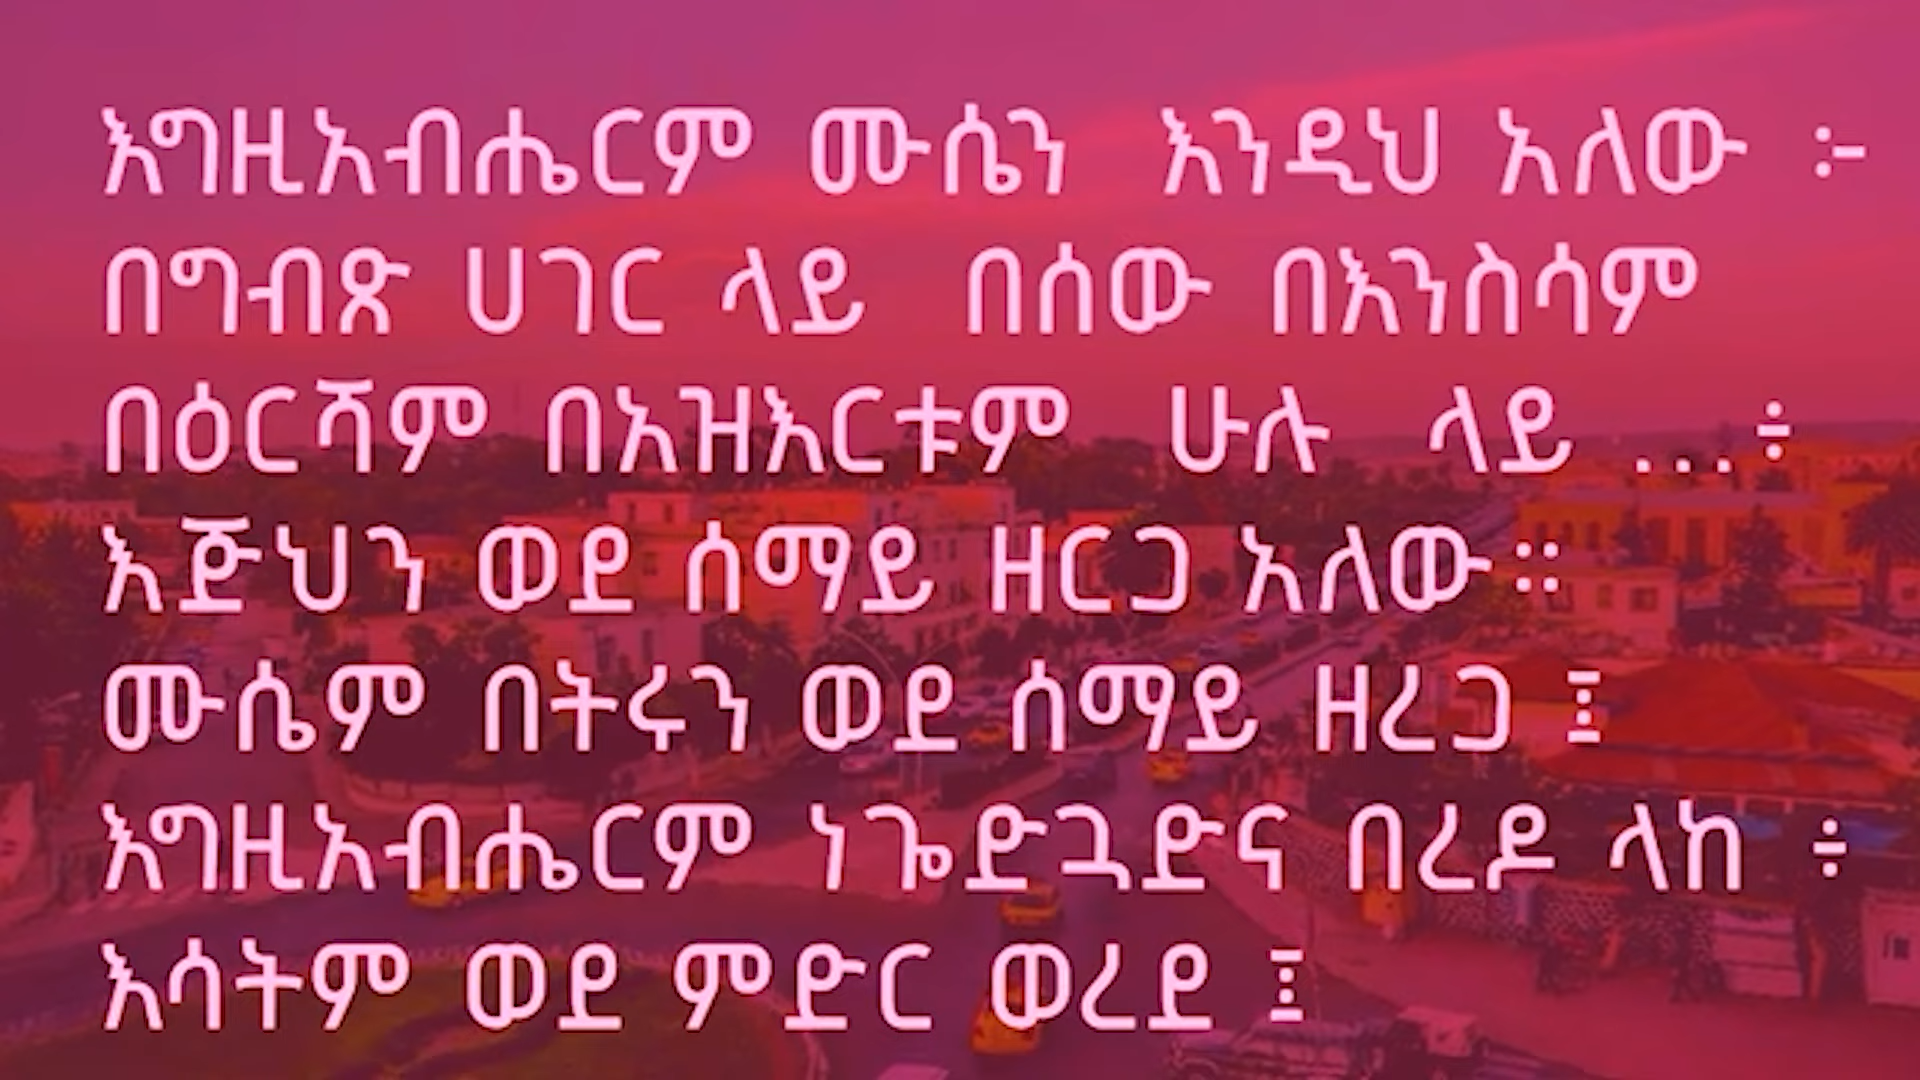 እግዚአብሔርም ሙሴን እንዲህ አለው ፦
በግብጽ ሀገር ላይ በሰው በእንስሳም
በዕርሻም በአዝእርቱም ሁሉ ላይ ...፥
እጅህን ወደ ሰማይ ዘርጋ አለው።
ሙሴም በትሩን ወደ ሰማይ ዘረጋ ፤
እግዚአብሔርም ነጐድጓድና በረዶ ላከ ፥
እሳትም ወደ ምድር ወረደ ፤